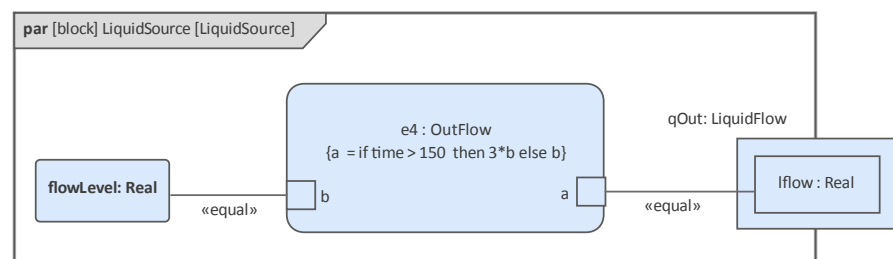 par [block] LiquidSource [LiquidSource]
qOut: LiquidFlow
e4 : OutFlow
{a = if time > 150 then 3*b else b}
flowLevel: Real
«equal»
b
a
«equal»
lflow : Real